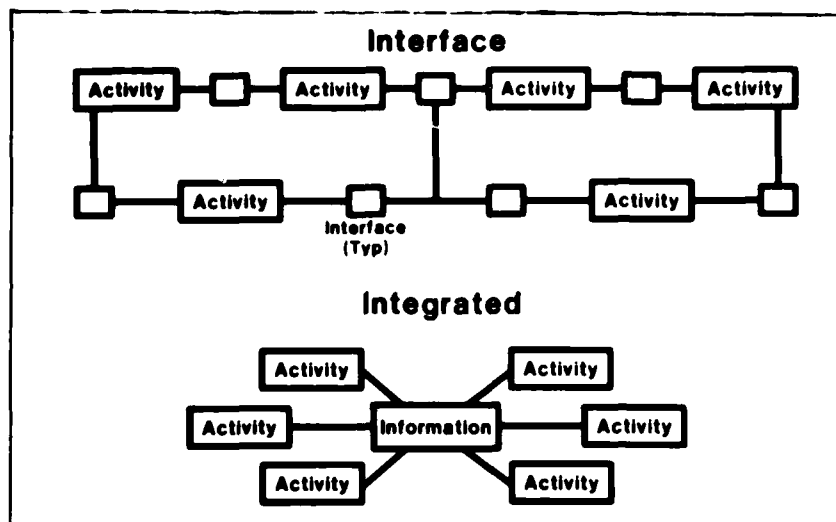 Interface
Activity Activity Activity Activity
Activity Activity
Interface
(Typ)
Integrated
Activity Activity
Activity Information Activity
Activity Activity